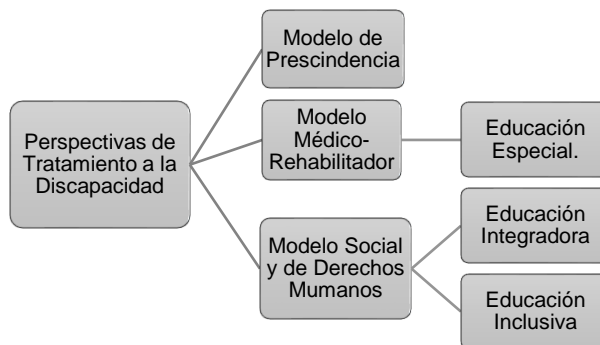 Perspectivas de
Tratamiento a la
Discapacidad
Modelo de
Prescindencia
Modelo
Médico-
Rehabilitador
Educación
Especial.
Modelo Social
y de Derechos
Mumanos
Educación
Integradora
Educación
Inclusiva